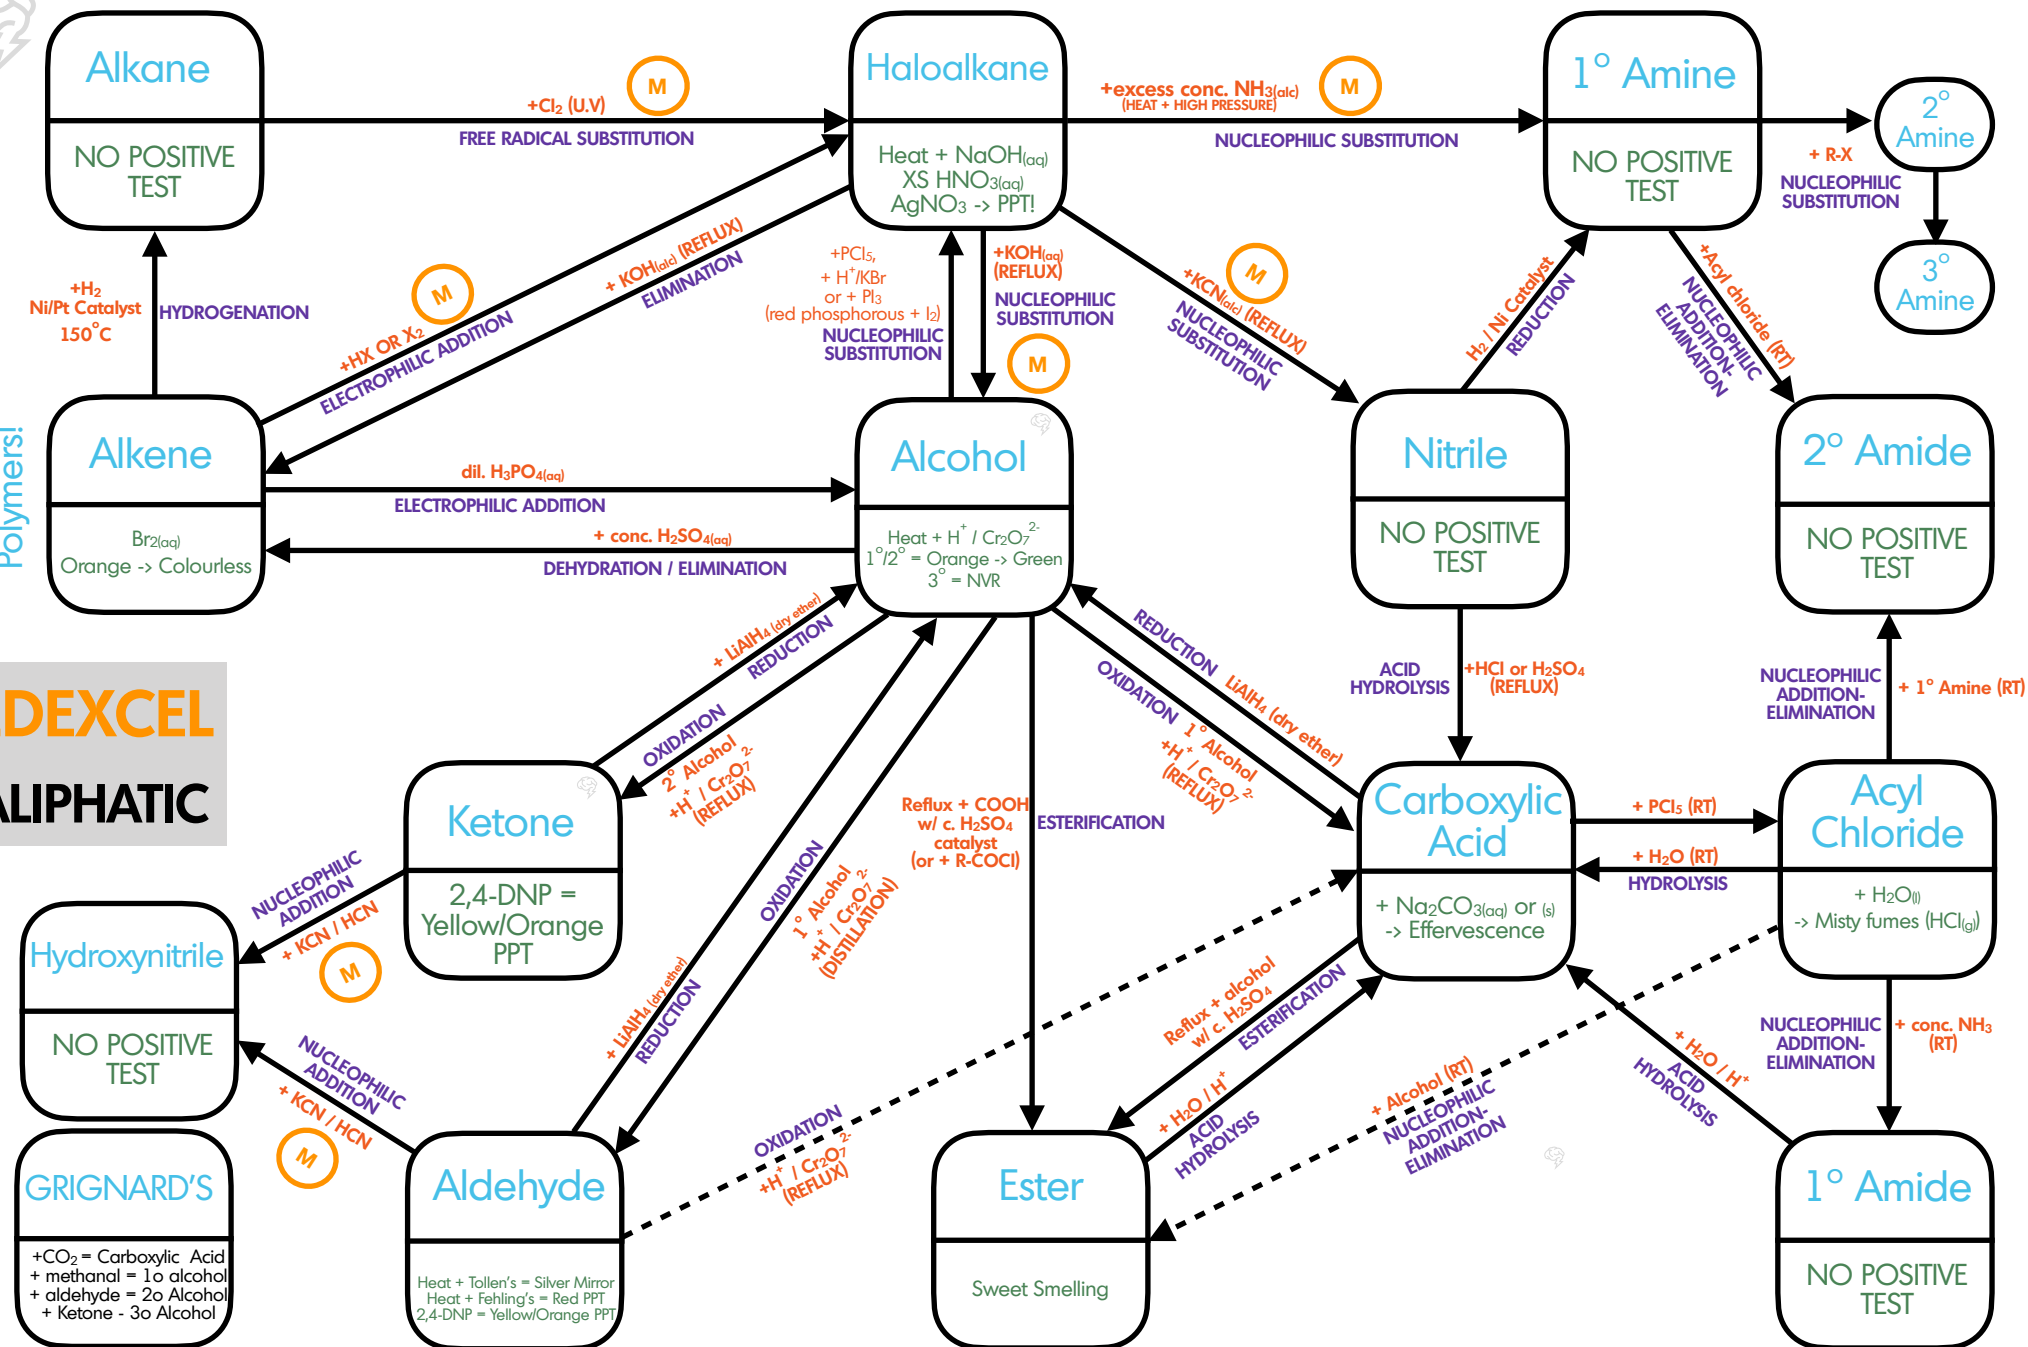 Alkane
NO POSITIVE
TEST
+Cl₂ (U.V)
M
FREE RADICAL SUBSTITUTION
Haloalkane
Heat + NaOH(aq)
XS HNO₃(aq)
AgNO₃ -> PPT!
+excess conc. NH₃(alc)
(HEAT + HIGH PRESSURE)
M
NUCLEOPHILIC SUBSTITUTION
1° Amine
NO POSITIVE
TEST
+ R-X
NUCLEOPHILIC
SUBSTITUTION
2°
Amine
3°
Amine
+H₂
Ni/Pt Catalyst
150°C
HYDROGENATION
+HX OR X₂
M
ELECTROPHILIC ADDITION
+ KOH(alc) (REFLUX)
ELIMINATION
+PCl₅,
+ H⁺/KBr
or + PI₃
(red phosphorous + I₂)
NUCLEOPHILIC
SUBSTITUTION
+KOH(aq)
(REFLUX)
NUCLEOPHILIC
SUBSTITUTION
M
+KCN(alc) (REFLUX)
M
NUCLEOPHILIC
SUBSTITUTION
H₂ / Ni Catalyst
REDUCTION
+Acyl chloride (RT)
NUCLEOPHILIC
ADDITION-
ELIMINATION
Polymers!
Alkene
Br₂(aq)
Orange -> Colourless
dil. H₃PO₄(aq)
ELECTROPHILIC ADDITION
+ conc. H₂SO₄(aq)
DEHYDRATION / ELIMINATION
Alcohol
Heat + H⁺ / Cr₂O₇²⁻
1°/2° = Orange -> Green
3° = NVR
Nitrile
NO POSITIVE
TEST
2° Amide
NO POSITIVE
TEST
DEXCEL
ALIPHATIC
+ LiAlH₄ (dry ether)
REDUCTION
OXIDATION
2° Alcohol
+H⁺ / Cr₂O₇²⁻
(REFLUX)
REDUCTION
LiAlH₄ (dry ether)
OXIDATION
1° Alcohol
+H⁺ / Cr₂O₇²⁻
(REFLUX)
ACID
HYDROLYSIS
+HCl or H₂SO₄
(REFLUX)
NUCLEOPHILIC
ADDITION-
ELIMINATION
+ 1° Amine (RT)
Ketone
2,4-DNP =
Yellow/Orange
PPT
+ LiAlH₄ (dry ether)
REDUCTION
OXIDATION
1° Alcohol
+H⁺ / Cr₂O₇²⁻
(DISTILLATION)
Reflux + COOH
w/ c. H₂SO₄
catalyst
(or + R-COCl)
ESTERIFICATION
Carboxylic
Acid
+ Na₂CO₃(aq) or (s)
-> Effervescence
+ PCl₅ (RT)
+ H₂O (RT)
HYDROLYSIS
Acyl
Chloride
+ H₂O(l)
-> Misty fumes (HCl(g))
NUCLEOPHILIC
ADDITION
+ KCN / HCN
M
Hydroxynitrile
NO POSITIVE
TEST
NUCLEOPHILIC
ADDITION
+ KCN / HCN
M
Reflux + alcohol
w/ c. H₂SO₄
ESTERIFICATION
+ H₂O / H⁺
ACID
HYDROLYSIS
OXIDATION
+H⁺ / Cr₂O₇²⁻
(REFLUX)
+ Alcohol (RT)
NUCLEOPHILIC
ADDITION-
ELIMINATION
+ H₂O / H⁺
ACID
HYDROLYSIS
NUCLEOPHILIC
ADDITION-
ELIMINATION
+ conc. NH₃
(RT)
GRIGNARD'S
+CO₂ = Carboxylic Acid
+ methanal = 1o alcohol
+ aldehyde = 2o Alcohol
+ Ketone - 3o Alcohol
Aldehyde
Heat + Tollen's = Silver Mirror
Heat + Fehling's = Red PPT
2,4-DNP = Yellow/Orange PPT
Ester
Sweet Smelling
1° Amide
NO POSITIVE
TEST